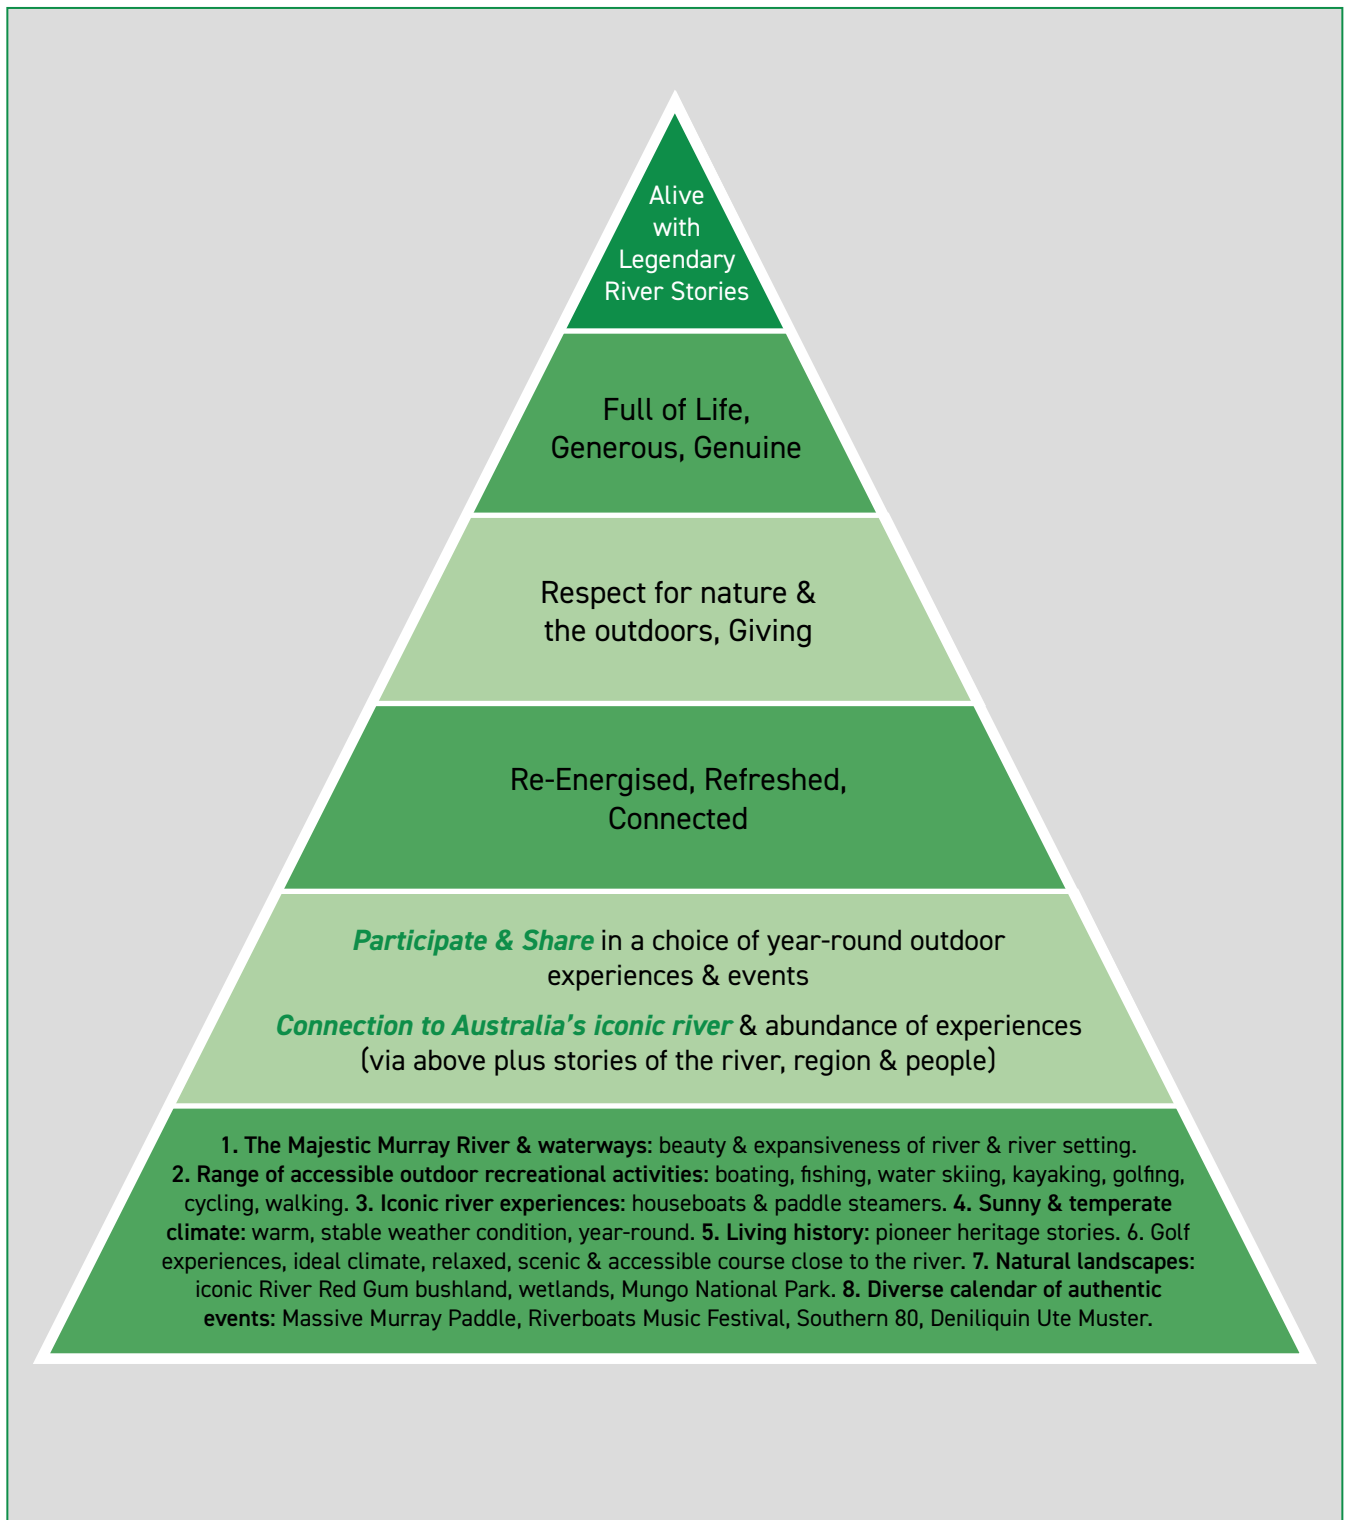 Alive
with
Legendary
River Stories
Full of Life,
Generous, Genuine
Respect for nature &
the outdoors, Giving
Re-Energised, Refreshed,
Connected
Participate & Share in a choice of year-round outdoor
experiences & events
Connection to Australia’s iconic river & abundance of experiences
(via above plus stories of the river, region & people)
1. The Majestic Murray River & waterways: beauty & expansiveness of river & river setting.
2. Range of accessible outdoor recreational activities: boating, fishing, water skiing, kayaking, golfing,
cycling, walking. 3. Iconic river experiences: houseboats & paddle steamers. 4. Sunny & temperate
climate: warm, stable weather condition, year-round. 5. Living history: pioneer heritage stories. 6. Golf
experiences, ideal climate, relaxed, scenic & accessible course close to the river. 7. Natural landscapes:
iconic River Red Gum bushland, wetlands, Mungo National Park. 8. Diverse calendar of authentic
events: Massive Murray Paddle, Riverboats Music Festival, Southern 80, Deniliquin Ute Muster.